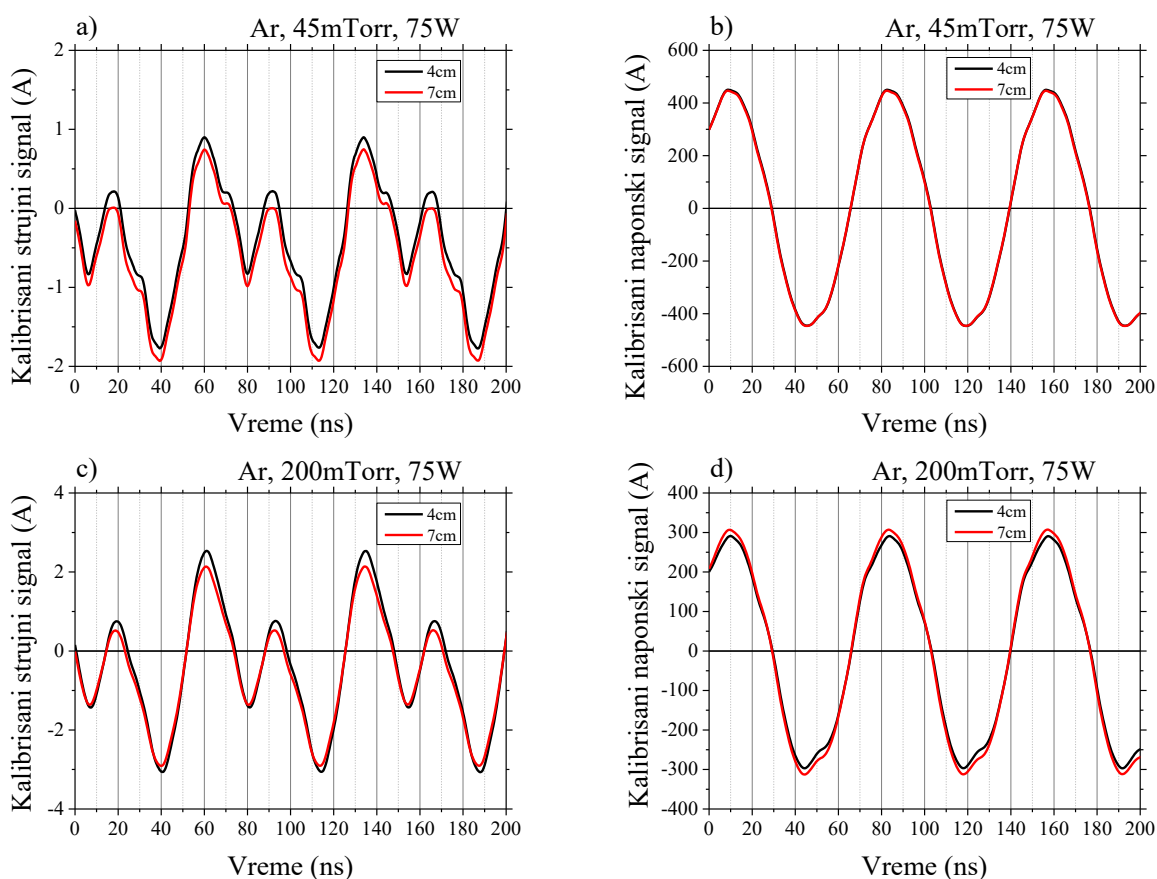 a) Ar, 45mTorr, 75W
Kalibrisani strujni signal (A)
2
1
0
-1
-2
4cm
7cm
0 20 40 60 80 100 120 140 160 180 200
Vreme (ns)
b) Ar, 45mTorr, 75W
Kalibrisani naponski signal (A)
600
400
200
0
-200
-400
-600
4cm
7cm
0 20 40 60 80 100 120 140 160 180 200
Vreme (ns)
c) Ar, 200mTorr, 75W
Kalibrisani strujni signal (A)
4
2
0
-2
-4
4cm
7cm
0 20 40 60 80 100 120 140 160 180 200
Vreme (ns)
d) Ar, 200mTorr, 75W
Kalibrisani naponski signal (A)
400
300
200
100
0
-100
-200
-300
-400
4cm
7cm
0 20 40 60 80 100 120 140 160 180 200
Vreme (ns)